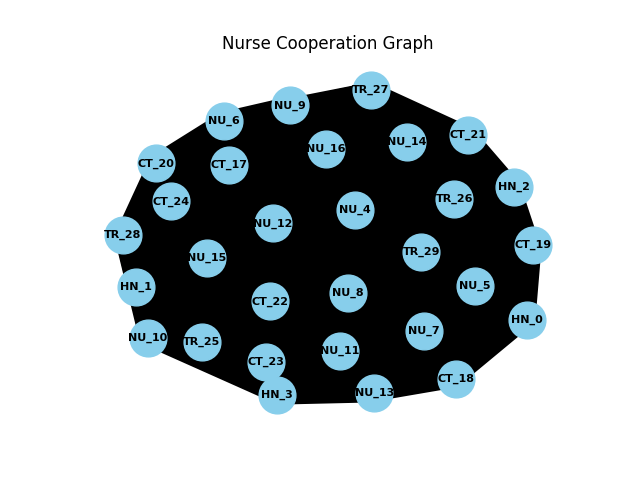 Nurse Cooperation Graph
TR_27
NU_9
NU_6
CT_21
NU_14
NU_16
CT_20
CT_17
HN_2
TR_26
CT_24
NU_4
NU_12
TR_28
CT_19
TR_29
NU_15
HN_1
NU_5
NU_8
CT_22
HN_0
NU_7
NU_10
TR_25
NU_11
CT_23
CT_18
NU_13
HN_3